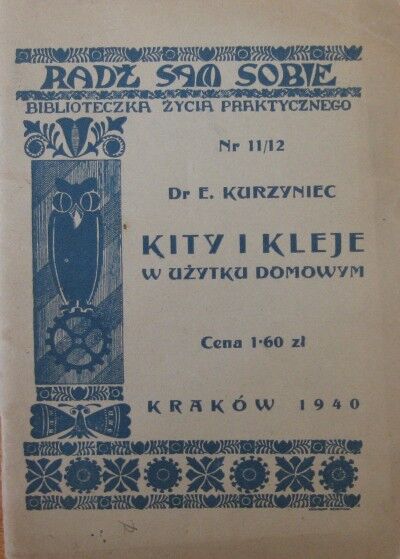 RADŹ SAM SOBIE
BIBLIOTECZKA ŻYCIA PRAKTYCZNEGO
Nr 11/12
Dr E. KURZYNIEC
KITY I KLEJE
W UŻYTKU DOMOWYM
Cena 1·60 zł
KRAKÓW 1940